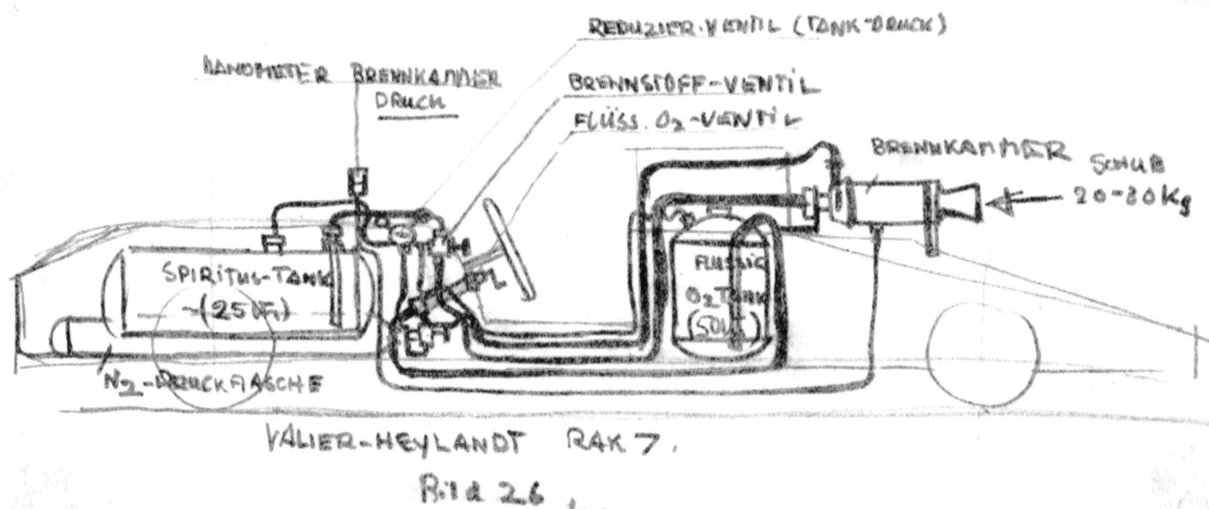 REDUZIER-VENTIL (TANK-DRUCK)
MANOMETER BRENNKAMMER
DRUCK
BRENNSTOFF-VENTIL
FLÜSS. O2-VENTIL
BRENNKAMMER
SCHUB
20-30 Kg
SPIRITUS-TANK
~(25 Ltr)
FLÜSSIG
O2 TANK
(50 Ltr)
N2-DRUCKFLASCHE
VALIER-HEYLANDT RAK 7.
Bild 26